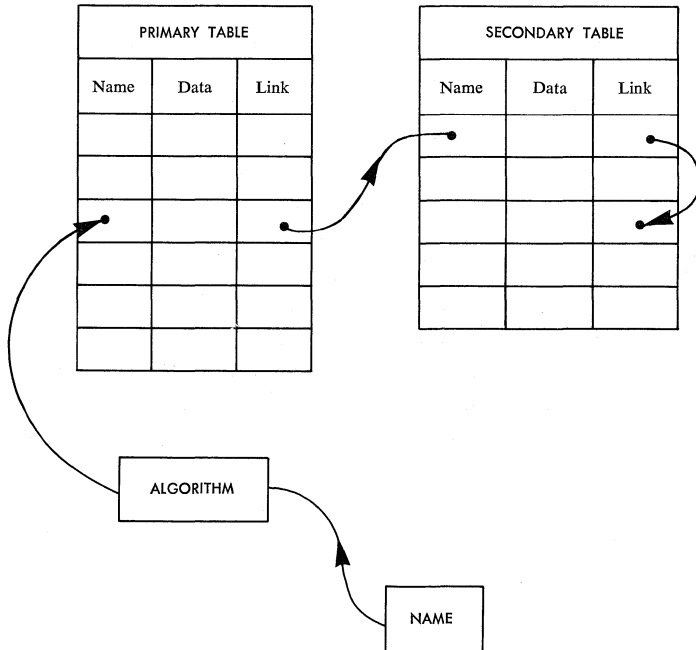 PRIMARY TABLE
Name Data Link
SECONDARY TABLE
Name Data Link
ALGORITHM
NAME